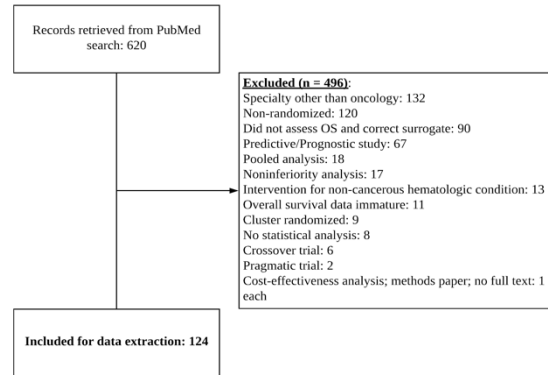 Records retrieved from PubMed
search: 620
Excluded (n = 496):
Specialty other than oncology: 132
Non-randomized: 120
Did not assess OS and correct surrogate: 90
Predictive/Prognostic study: 67
Pooled analysis: 18
Noninferiority analysis: 17
Intervention for non-cancerous hematologic condition: 13
Overall survival data immature: 11
Cluster randomized: 9
No statistical analysis: 8
Crossover trial: 6
Pragmatic trial: 2
Cost-effectiveness analysis; methods paper; no full text: 1
each
Included for data extraction: 124